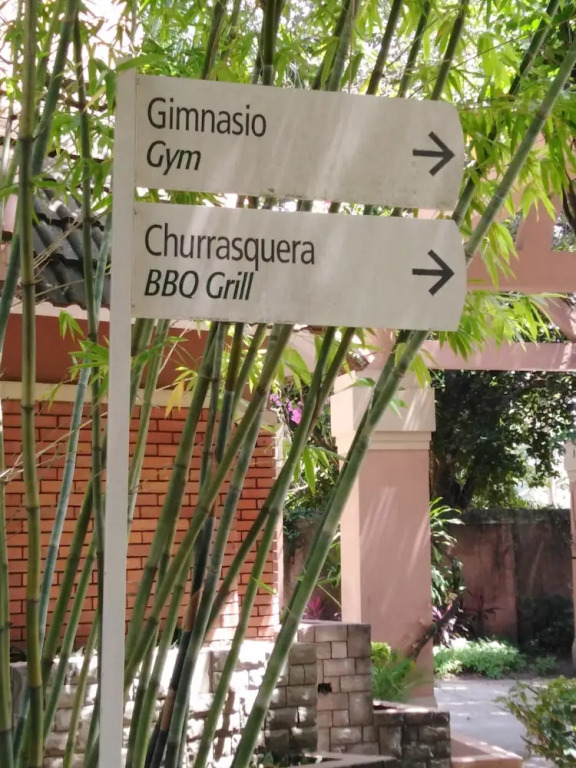 Gimnasio
Gym
Churrasquera
BBQ Grill